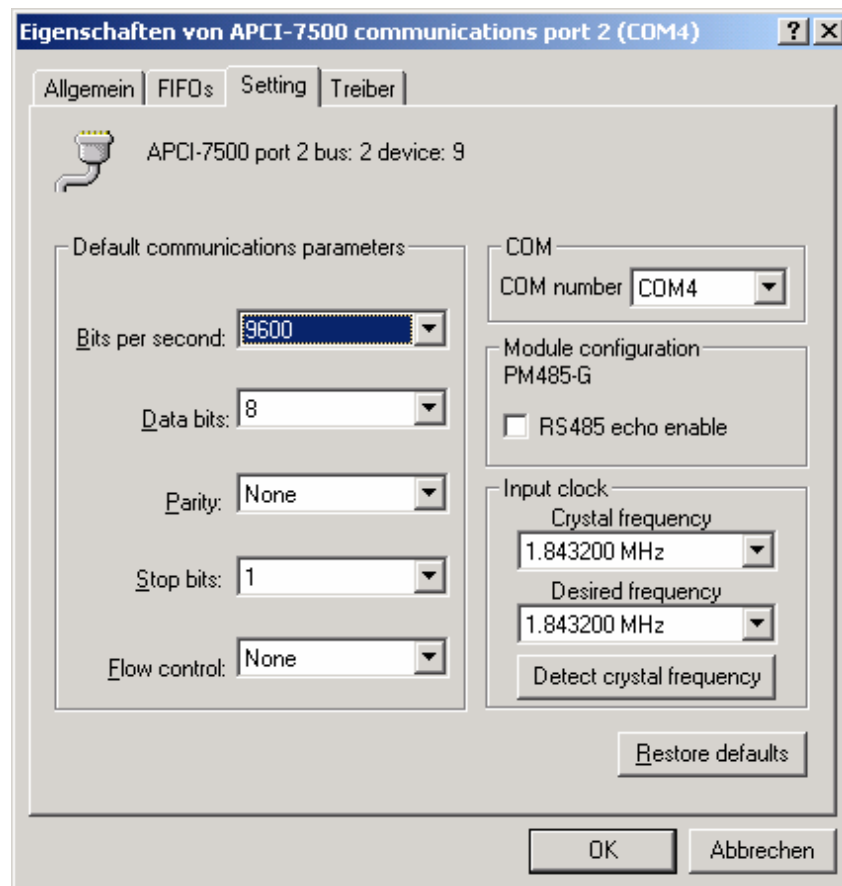 Eigenschaften von APCI-7500 communications port 2 (COM4)
Allgemein FIFOs Setting Treiber
APCI-7500 port 2 bus: 2 device: 9
Default communications parameters
Bits per second: 9600
Data bits: 8
Parity: None
Stop bits: 1
Flow control: None
COM
COM number COM4
Module configuration
PM485-G
RS485 echo enable
Input clock
Crystal frequency
1.843200 MHz
Desired frequency
1.843200 MHz
Detect crystal frequency
Restore defaults
OK Abbrechen